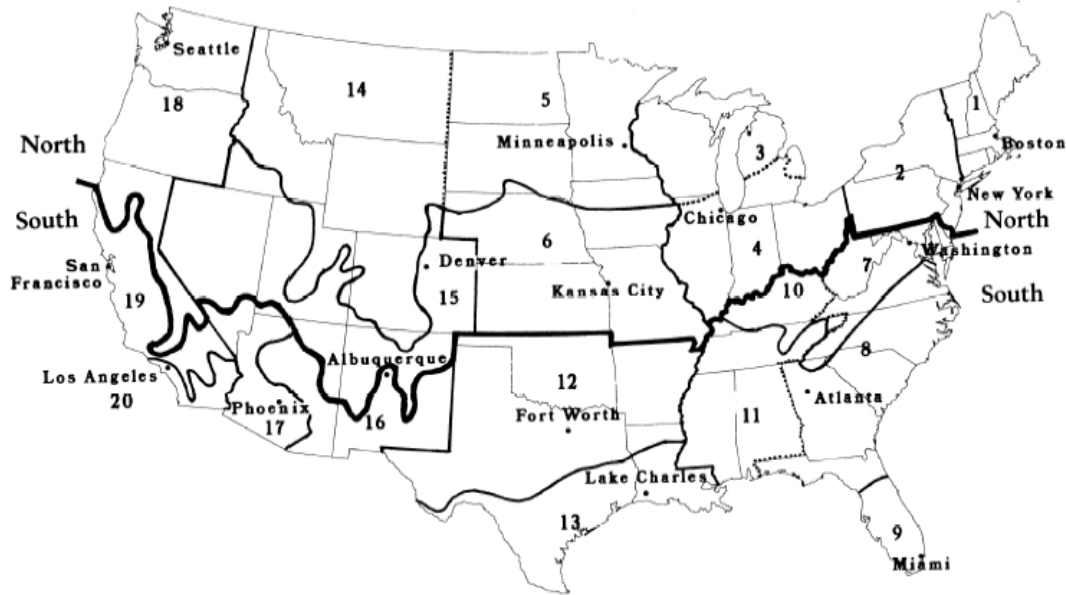 Seattle
14
5
18
1
North
Minneapolis
3
Boston
2
New York
South
Chicago
North
6
4
Washington
San
Francisco
Denver
7
19
15
Kansas City
10
South
Albuquerque
8
Los Angeles
12
20
Phoenix
Atlanta
17
16
Fort Worth
11
Lake Charles
13
9
Miami